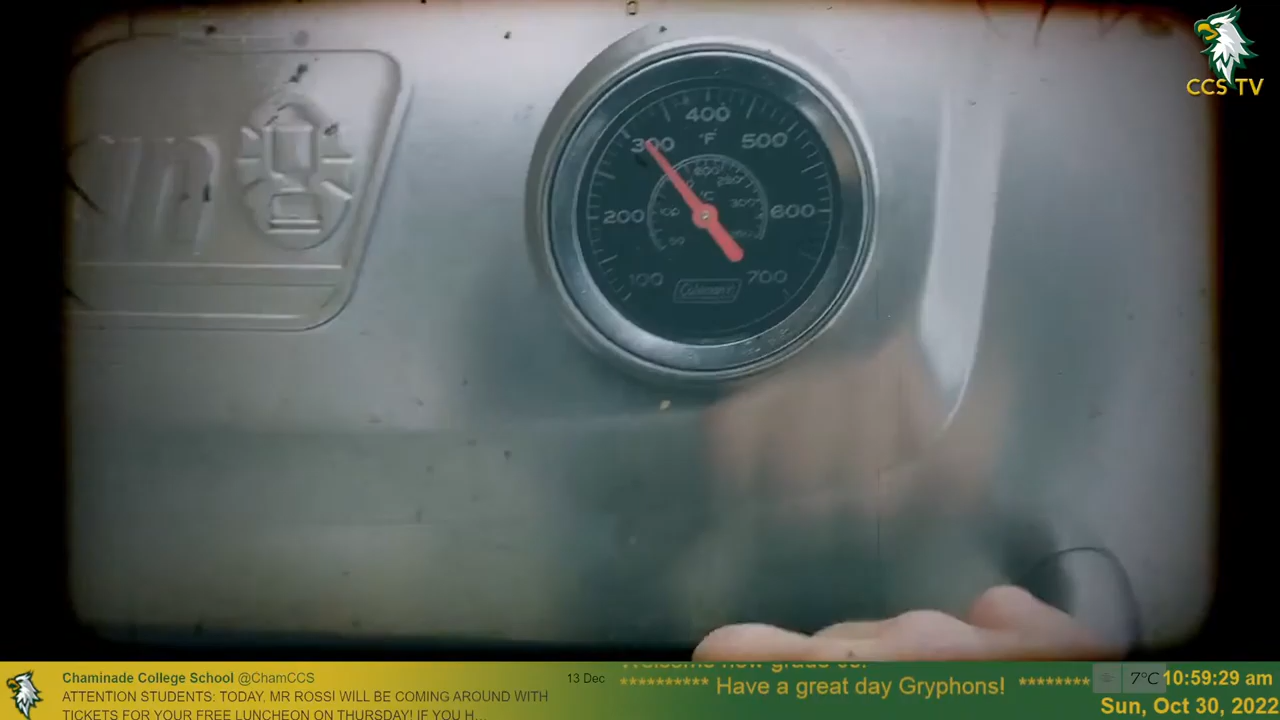 CCS TV
400
°F
300
500
200
600
100
700
°C
100
50
Coleman
Chaminade College School @ChamCCS
13 Dec
ATTENTION STUDENTS: TODAY, MR ROSSI WILL BE COMING AROUND WITH
TICKETS FOR YOUR FREE LUNCHEON ON THURSDAY! IF YOU H...
********** Have a great day Gryphons! ********
7°C
10:59:29 am
Sun, Oct 30, 2022